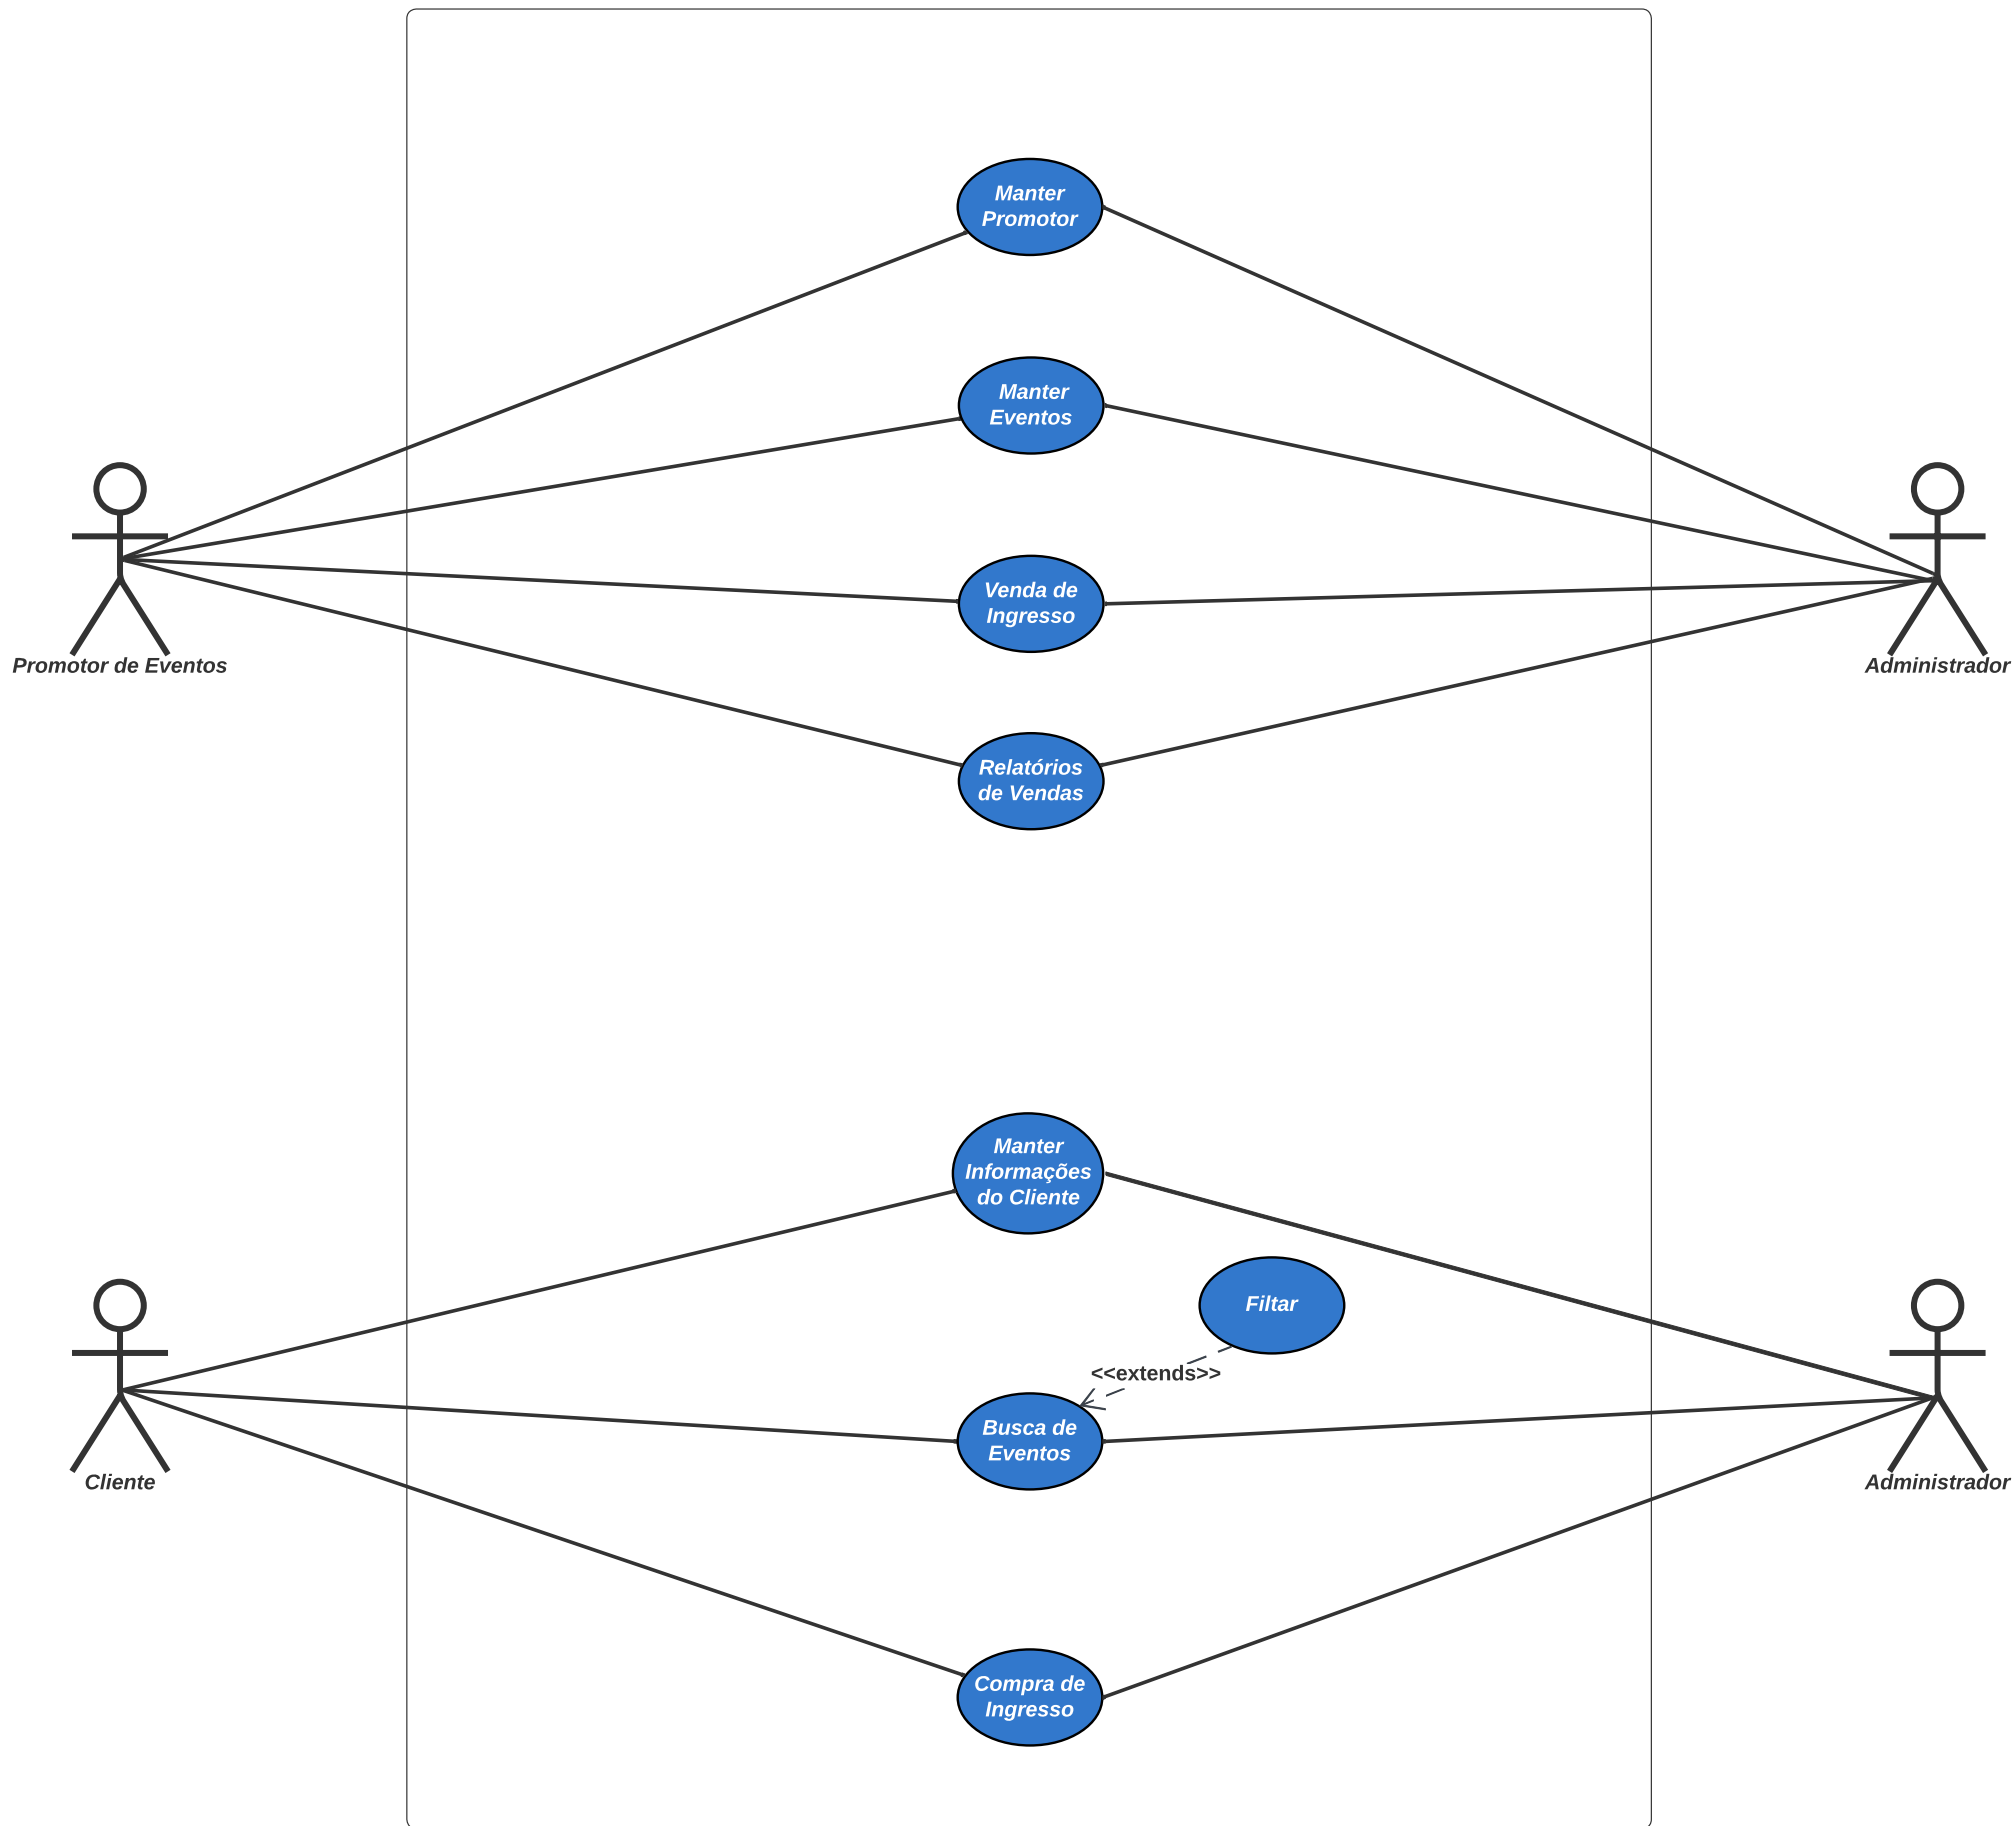 Manter
Promotor
Manter
Eventos
Venda de
Ingresso
Promotor de Eventos
Administrador
Relatórios
de Vendas
Manter
Informações
do Cliente
Filtar
<<extends>>
Busca de
Eventos
Cliente
Administrador
Compra de
Ingresso